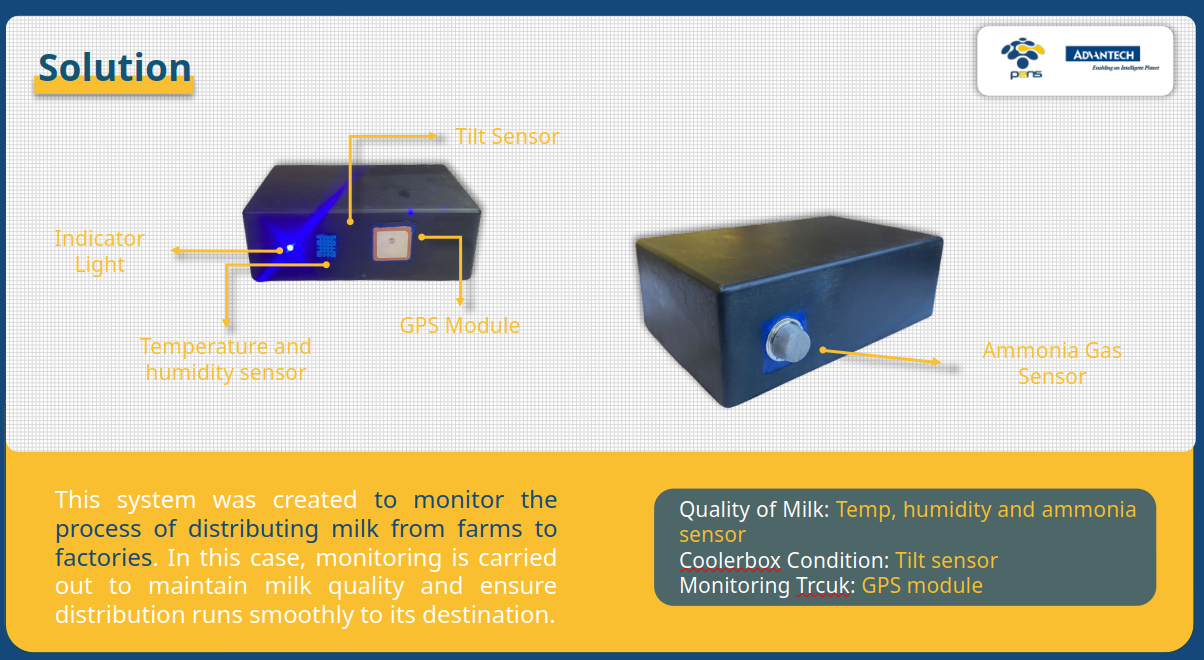 Solution
pens
ADVANTECH
Enabling an Intelligent Planet
Tilt Sensor
Indicator
Light
GPS Module
Temperature and
humidity sensor
Ammonia Gas
Sensor
This system was created to monitor the
process of distributing milk from farms to
factories. In this case, monitoring is carried
out to maintain milk quality and ensure
distribution runs smoothly to its destination.
Quality of Milk: Temp, humidity and ammonia
sensor
Coolerbox Condition: Tilt sensor
Monitoring Trcuk: GPS module